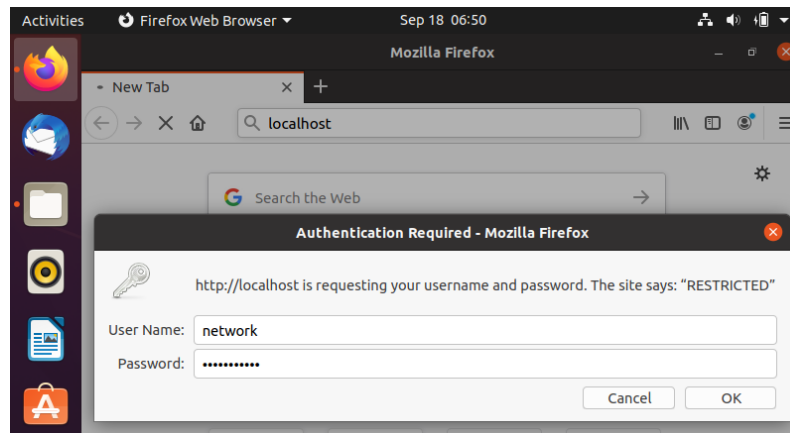 Activities Firefox Web Browser Sep 18 06:50
Mozilla Firefox
New Tab
localhost
G Search the Web
Authentication Required - Mozilla Firefox
http://localhost is requesting your username and password. The site says: “RESTRICTED”
User Name: network
Password: •••••••••••
Cancel OK